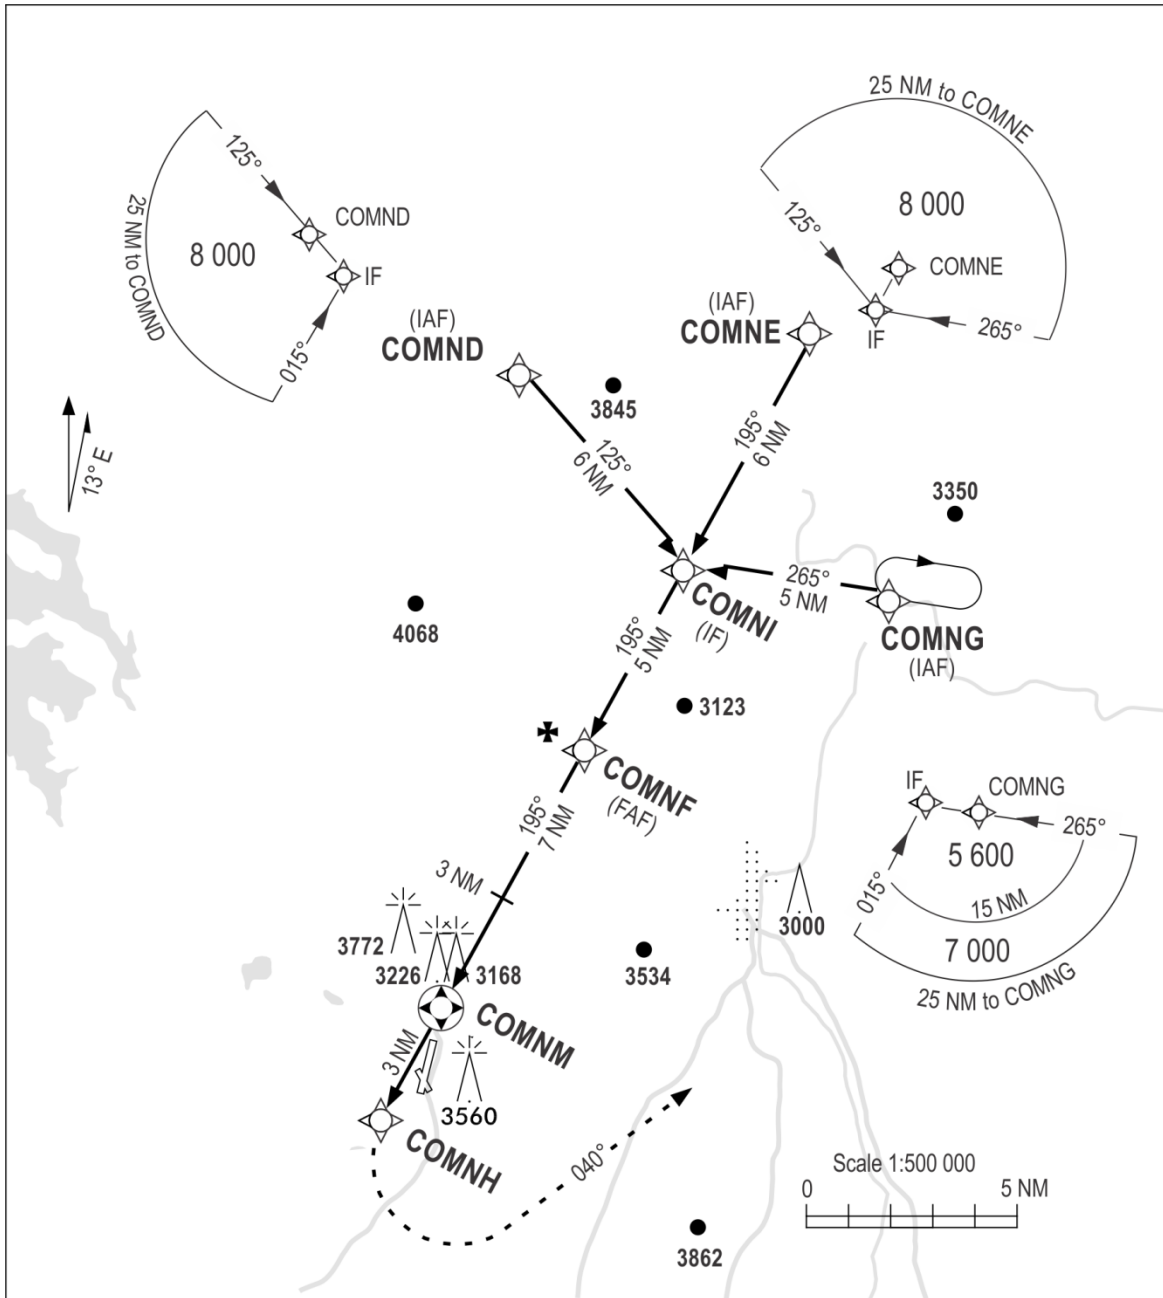 25 NM to COMNE
8 000
125°
COMNE
IF
265°
125°
25 NM to COMND
COMND
8 000
IF
015°
(IAF)
COMND
(IAF)
COMNE
3845
125°
6 NM
195°
6 NM
13° E
3350
265°
5 NM
COMNI
(IF)
COMNG
(IAF)
4068
195°
5 NM
3123
COMNF
(FAF)
195°
7 NM
3 NM
IF
COMNG
265°
5 600
015°
15 NM
7 000
25 NM to COMNG
3000
3772
3226
3168
3534
COMNM
3 NM
3560
COMNH
040°
Scale 1:500 000
0
5 NM
3862